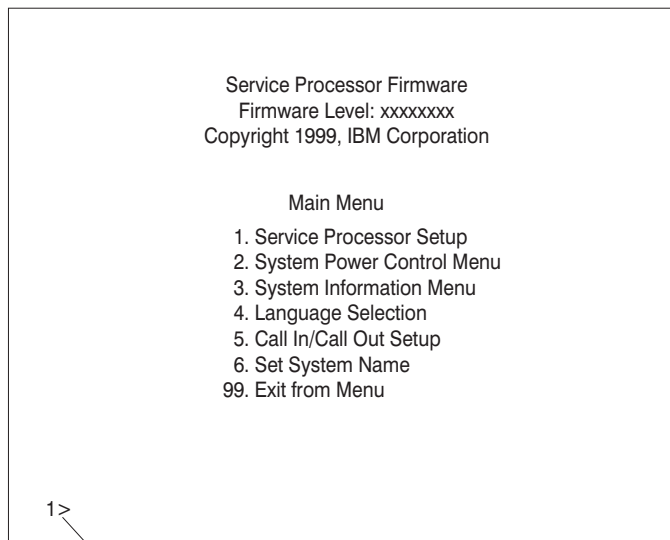 Service Processor Firmware
Firmware Level: xxxxxxxx
Copyright 1999, IBM Corporation
Main Menu
1. Service Processor Setup
2. System Power Control Menu
3. System Information Menu
4. Language Selection
5. Call In/Call Out Setup
6. Set System Name
99. Exit from Menu
1>